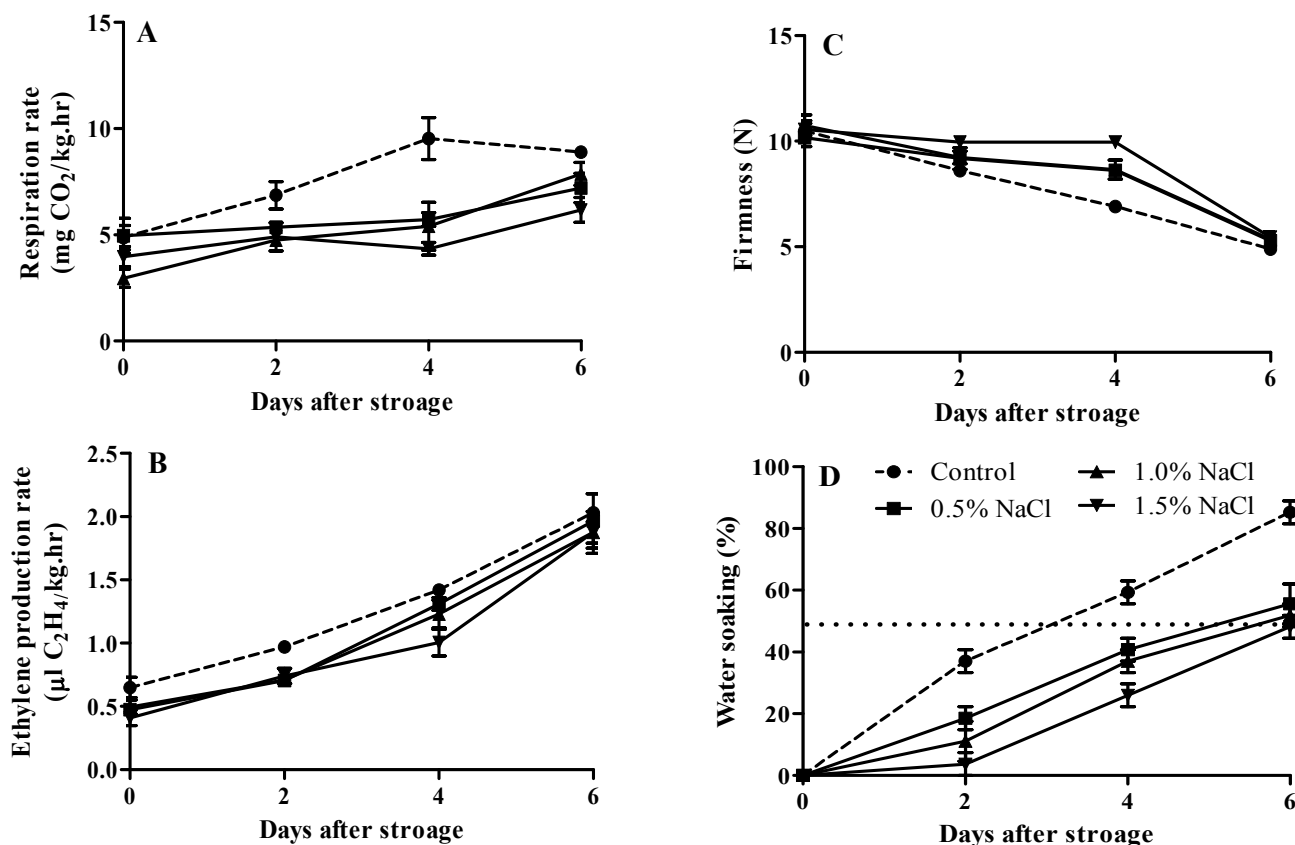 A
15
10
5
0
Respiration rate
(mg CO₂/kg.hr)
0 2 4 6
Days after stroage
B
2.5
2.0
1.5
1.0
0.5
0.0
Ethylene production rate
(µl C₂H₄/kg.hr)
0 2 4 6
Days after stroage
C
15
10
5
0
Firmness (N)
0 2 4 6
Days after stroage
D
Control
0.5% NaCl
1.0% NaCl
1.5% NaCl
100
80
60
40
20
0
Water soaking (%)
0 2 4 6
Days after stroage